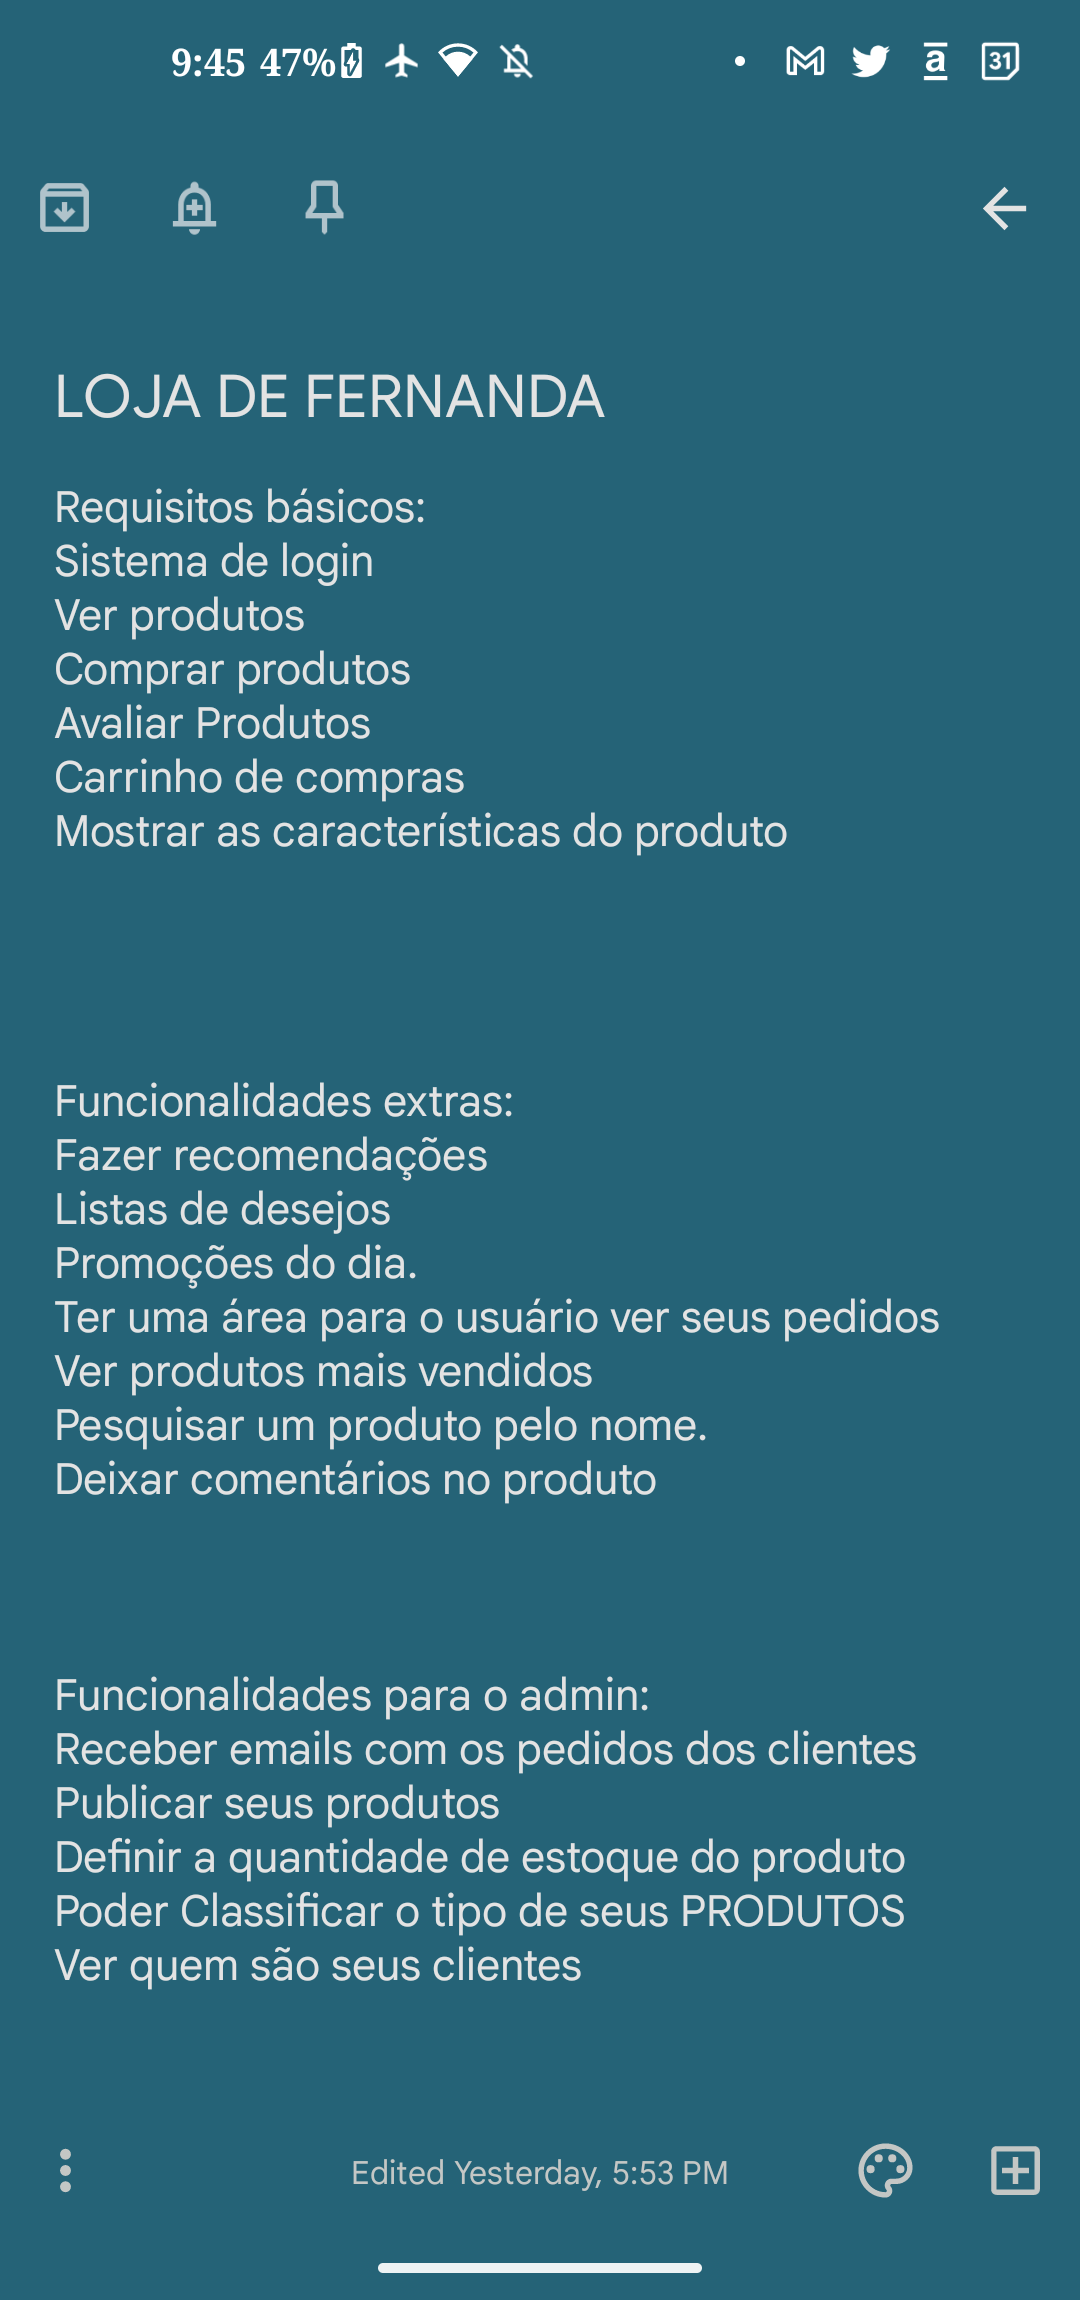 9:45 47%
a 31
LOJA DE FERNANDA
Requisitos básicos:
Sistema de login
Ver produtos
Comprar produtos
Avaliar Produtos
Carrinho de compras
Mostrar as características do produto
Funcionalidades extras:
Fazer recomendações
Listas de desejos
Promoções do dia.
Ter uma área para o usuário ver seus pedidos
Ver produtos mais vendidos
Pesquisar um produto pelo nome.
Deixar comentários no produto
Funcionalidades para o admin:
Receber emails com os pedidos dos clientes
Publicar seus produtos
Definir a quantidade de estoque do produto
Poder Classificar o tipo de seus PRODUTOS
Ver quem são seus clientes
Edited Yesterday, 5:53 PM